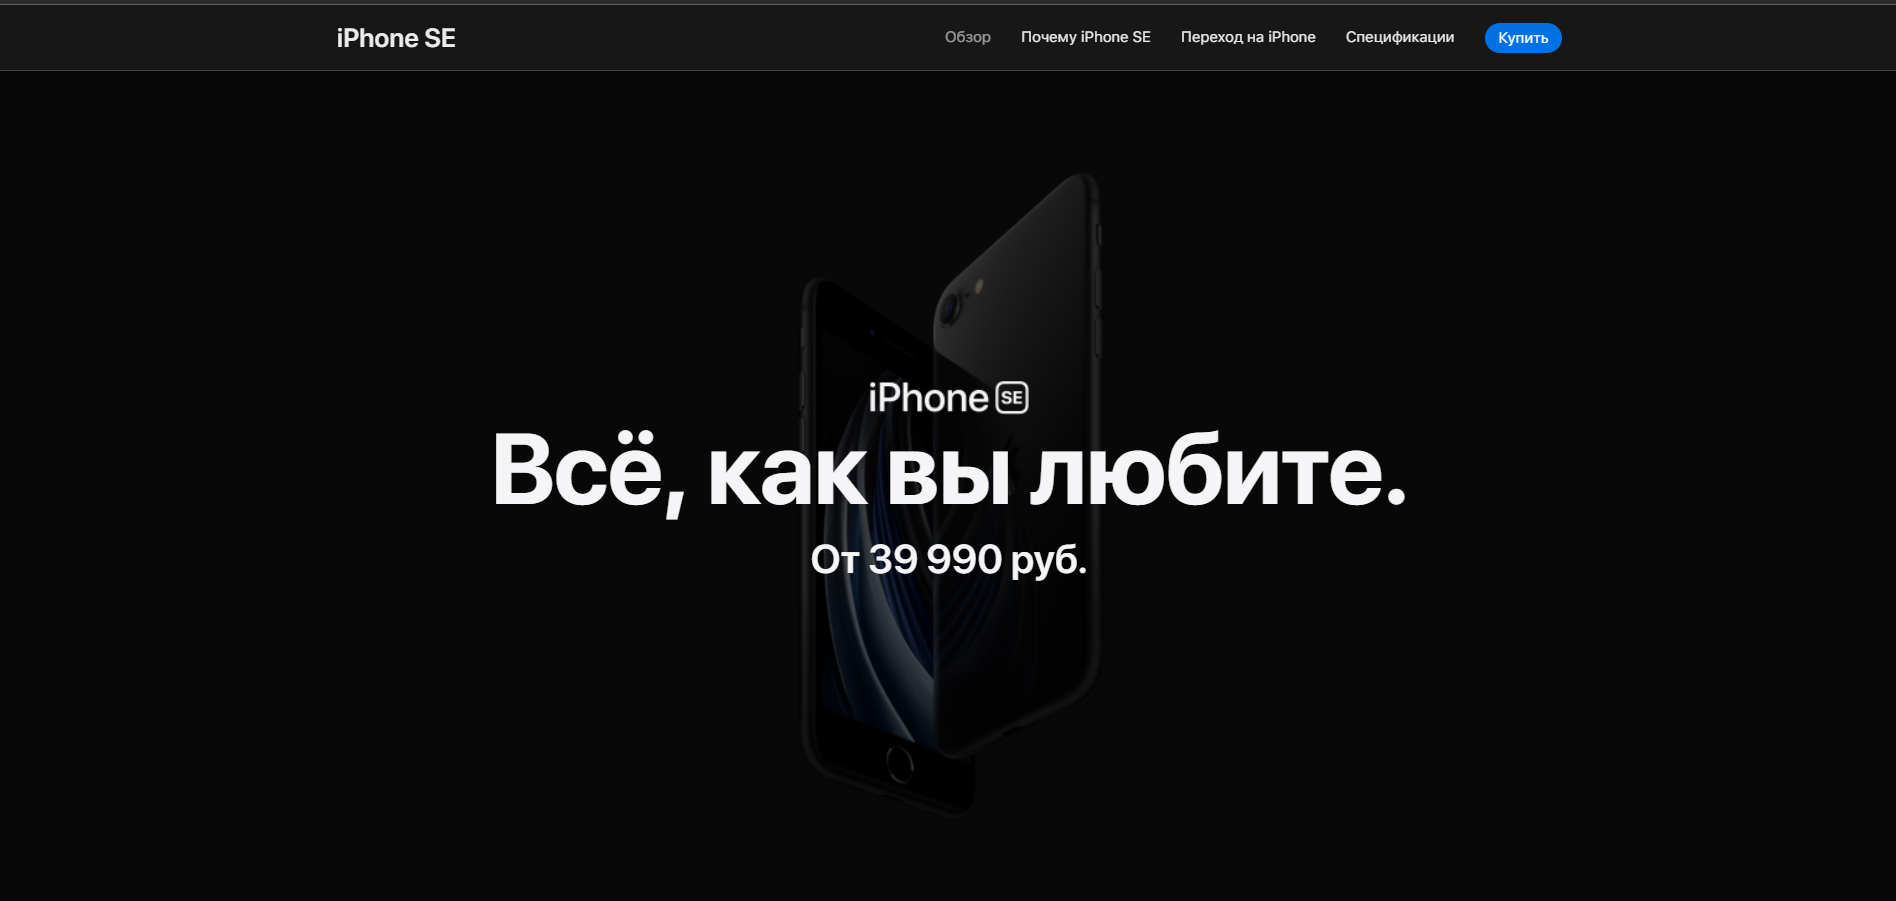 iPhone SE
Обзор
Почему iPhone SE
Переход на iPhone
Спецификации
Купить
iPhone SE
Всё, как вы любите.
От 39 990 руб.